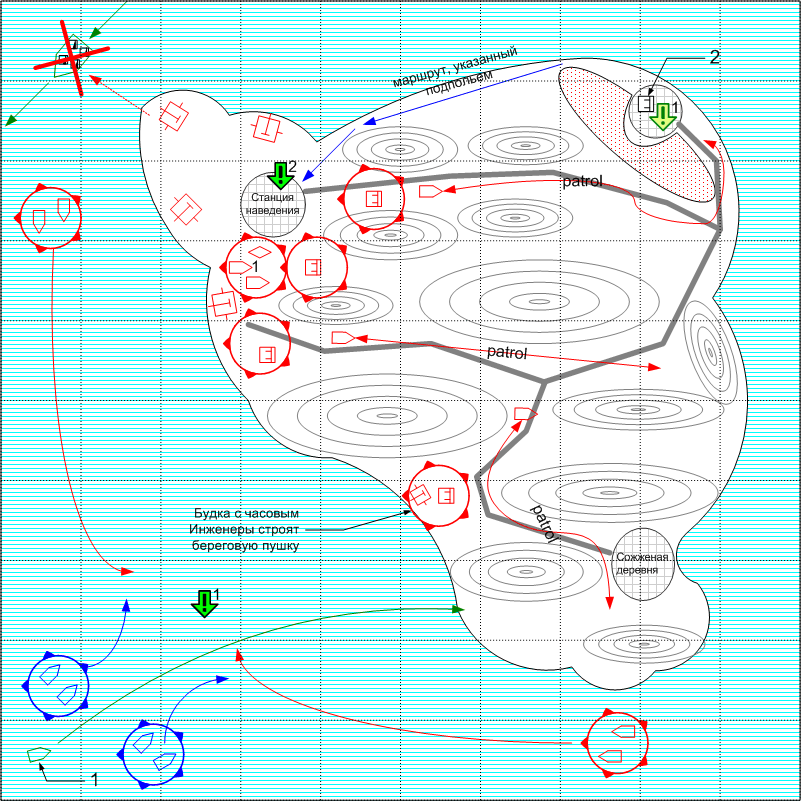 маршрут, указанный
подпольем
2
1
2
patrol
Станция
наведения
1
patrol
Будка с часовым
Инженеры строят
береговую пушку
patrol
Сожженая
деревня
1
1